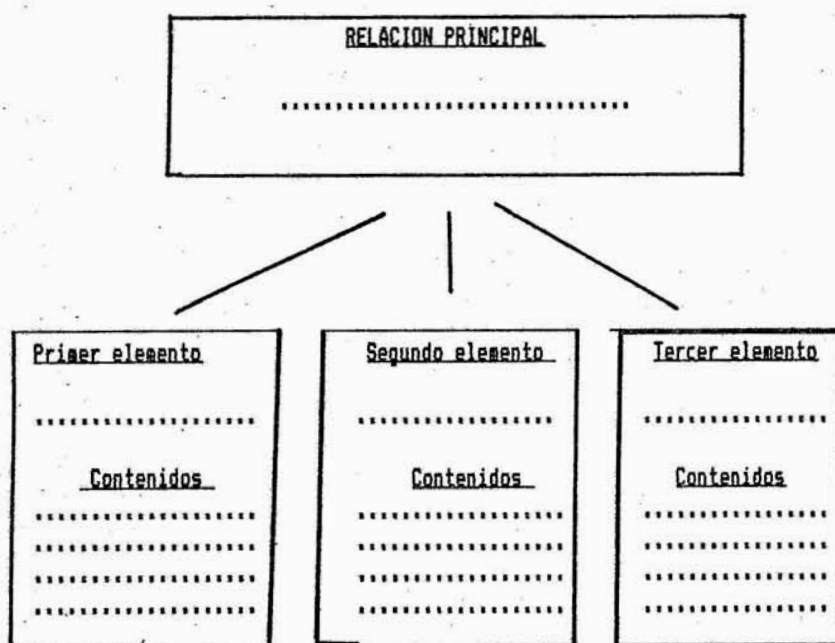 RELACION PRINCIPAL
................................
Primer elemento
....................
Contenidos
....................
....................
....................
....................
Segundo elemento
..................
Contenidos
...................
...................
...................
...................
Tercer elemento
.................
Contenidos
.................
.................
.................
.................